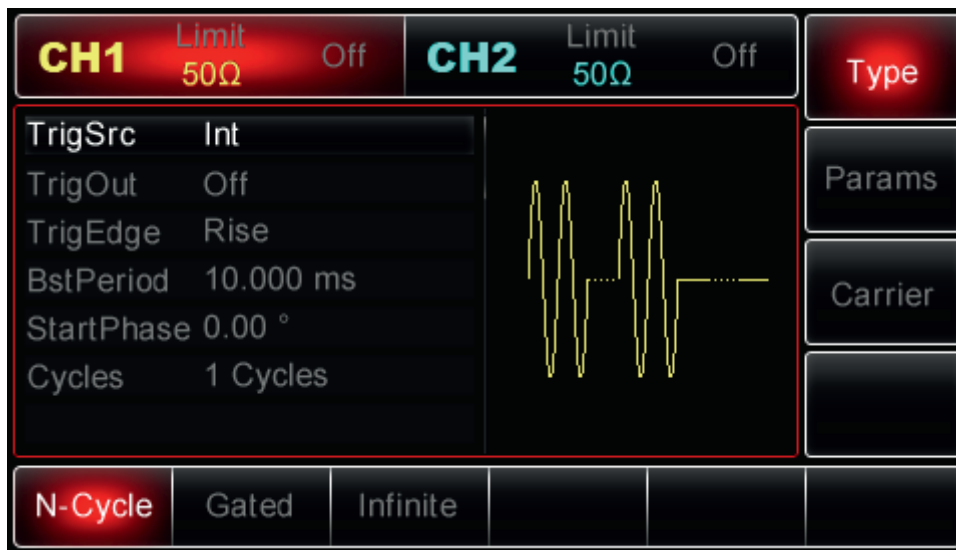 CH1 Limit 50Ω Off
CH2 Limit 50Ω Off
Type
TrigSrc Int
TrigOut Off
TrigEdge Rise
BstPeriod 10.000 ms
StartPhase 0.00 °
Cycles 1 Cycles
Params
Carrier
N-Cycle Gated Infinite